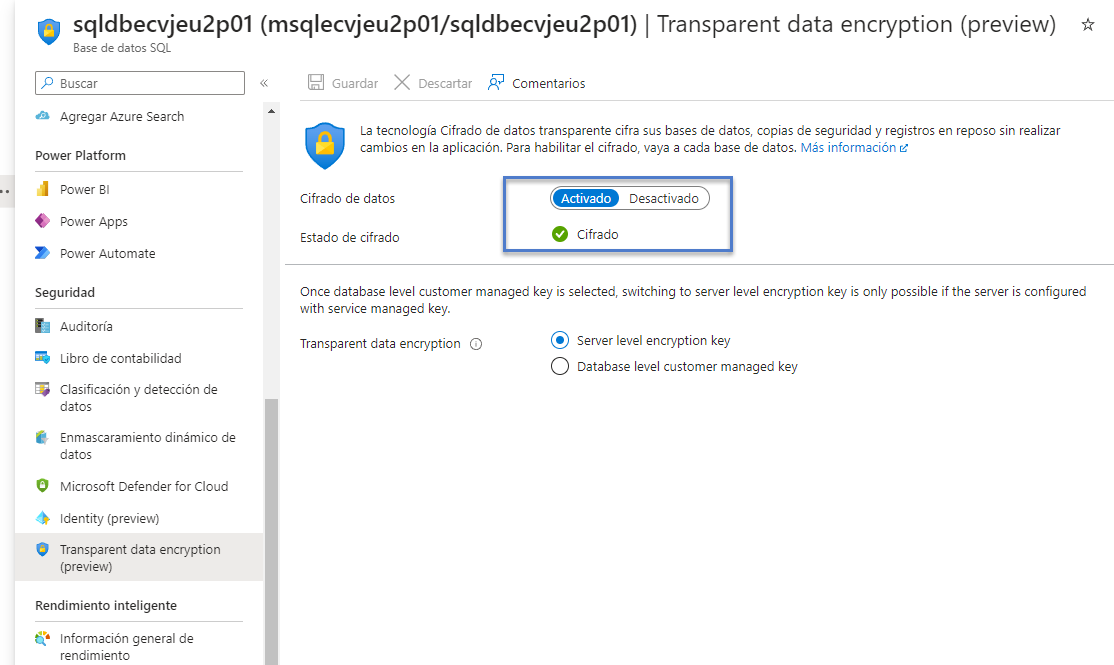 sqldbecvjeu2p01 (msqlecvjeu2p01/sqldbecvjeu2p01) | Transparent data encryption (preview)
Base de datos SQL
Buscar
Agregar Azure Search
Power Platform
Power BI
Power Apps
Power Automate
Seguridad
Auditoría
Libro de contabilidad
Clasificación y detección de
datos
Enmascaramiento dinámico de
datos
Microsoft Defender for Cloud
Identity (preview)
Transparent data encryption
(preview)
Rendimiento inteligente
Información general de
rendimiento
Guardar Descartar Comentarios
La tecnología Cifrado de datos transparente cifra sus bases de datos, copias de seguridad y registros en reposo sin realizar
cambios en la aplicación. Para habilitar el cifrado, vaya a cada base de datos. Más información
Cifrado de datos Activado Desactivado
Estado de cifrado Cifrado
Once database level customer managed key is selected, switching to server level encryption key is only possible if the server is configured
with service managed key.
Transparent data encryption Server level encryption key
Database level customer managed key